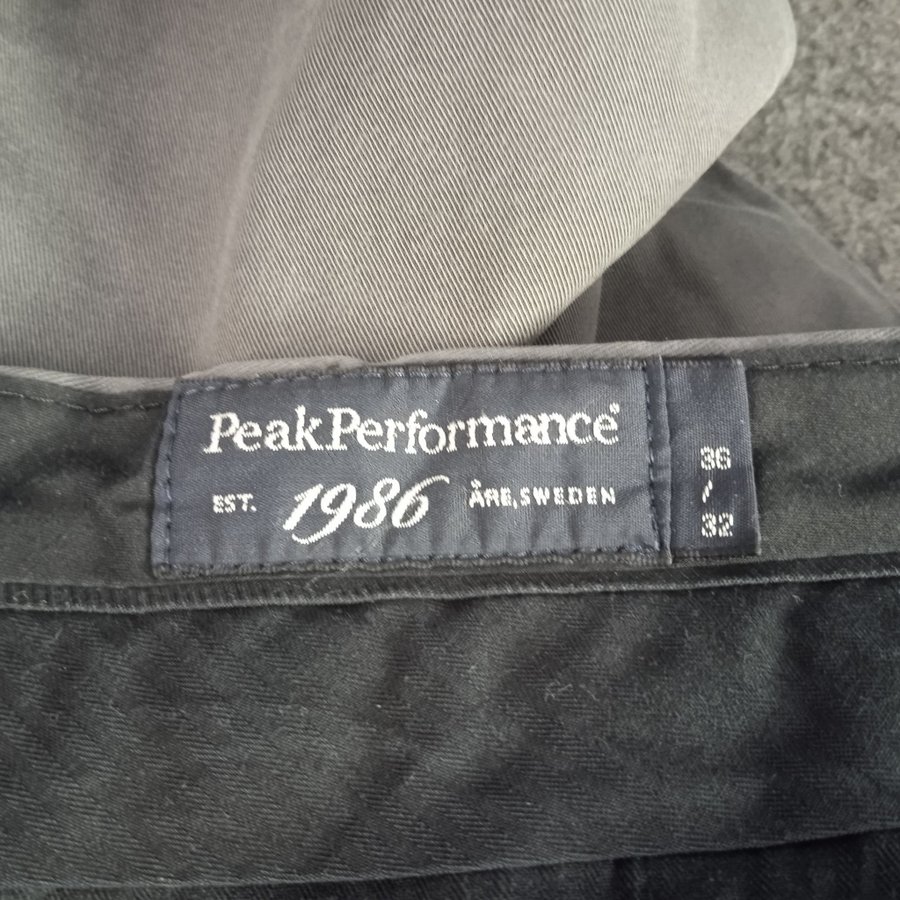 PeakPerformance®
EST. 1986 ÅRE, SWEDEN
36
/
32